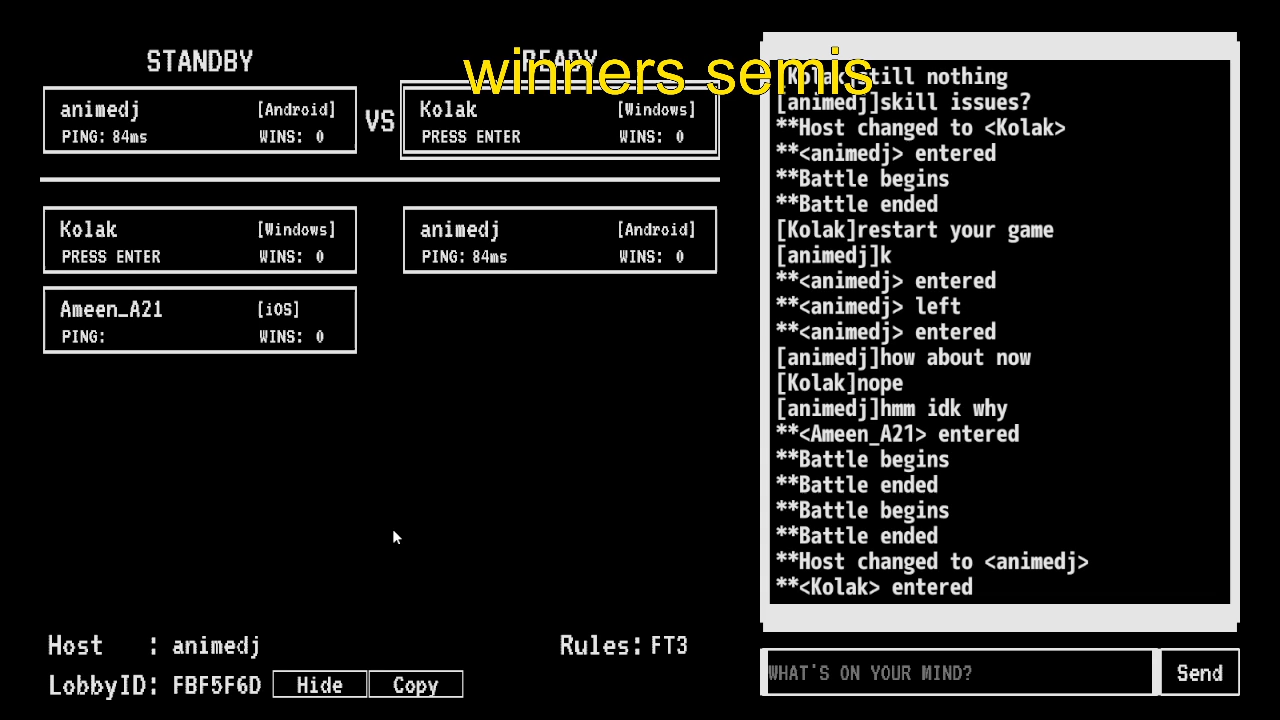 STANDBY
READY
winners semis
animedj [Android]
PING: 84ms WINS: 0
VS
Kolak [Windows]
PRESS ENTER WINS: 0
Kolak [Windows]
PRESS ENTER WINS: 0
animedj [Android]
PING: 84ms WINS: 0
Ameen_A21 [iOS]
PING: WINS: 0
Host : animedj
Rules: FT3
LobbyID: FBF5F6D Hide Copy
[Kolak]still nothing
[animedj]skill issues?
**Host changed to <Kolak>
**<animedj> entered
**Battle begins
**Battle ended
[Kolak]restart your game
[animedj]k
**<animedj> entered
**<animedj> left
**<animedj> entered
[animedj]how about now
[Kolak]nope
[animedj]hmm idk why
**<Ameen_A21> entered
**Battle begins
**Battle ended
**Battle begins
**Battle ended
**Host changed to <animedj>
**<Kolak> entered
WHAT'S ON YOUR MIND?
Send